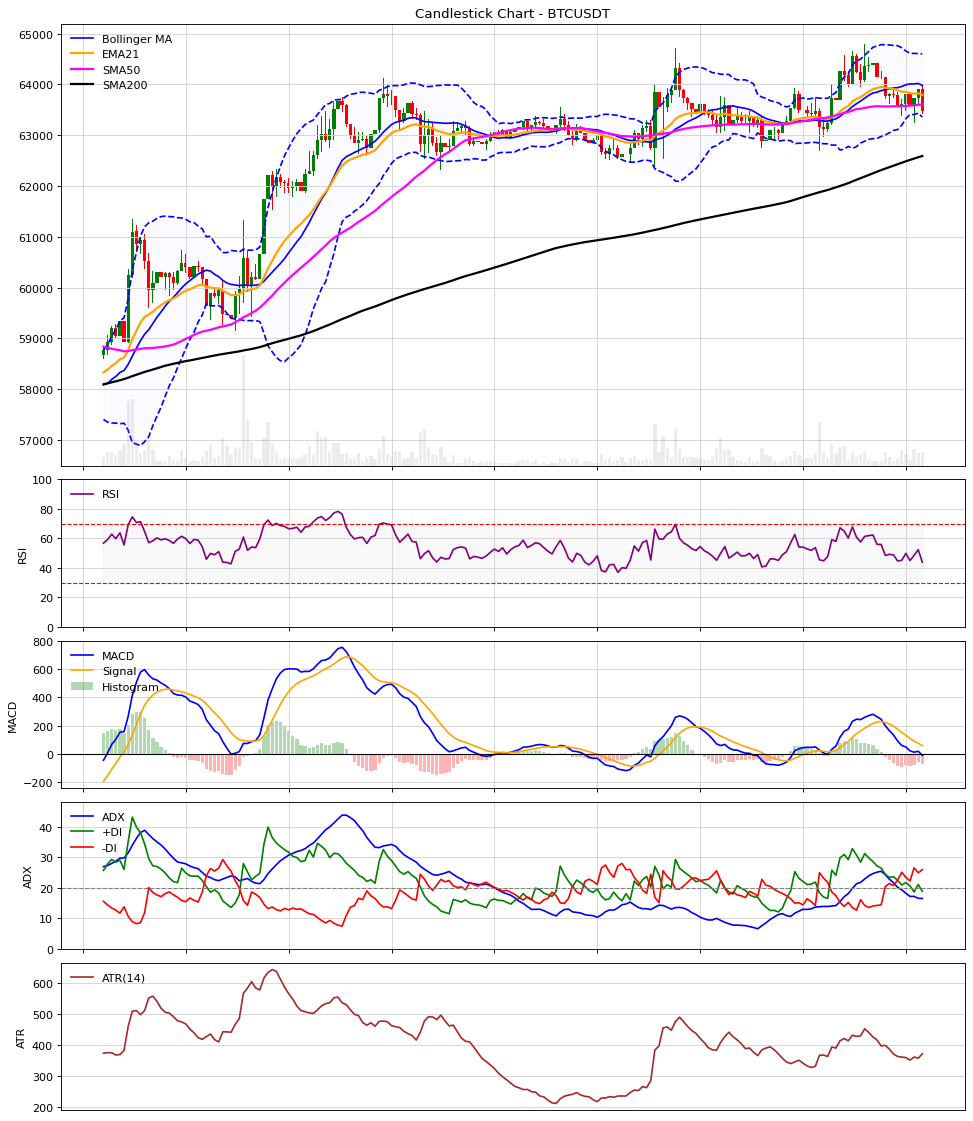 Candlestick Chart - BTCUSDT
65000
64000
63000
62000
61000
60000
59000
58000
57000
Bollinger MA
EMA21
SMA50
SMA200
100
80
60
40
20
0
RSI
RSI
800
600
400
200
0
−200
MACD
MACD
Signal
Histogram
40
30
20
10
0
ADX
ADX
+DI
-DI
600
500
400
300
200
ATR
ATR(14)